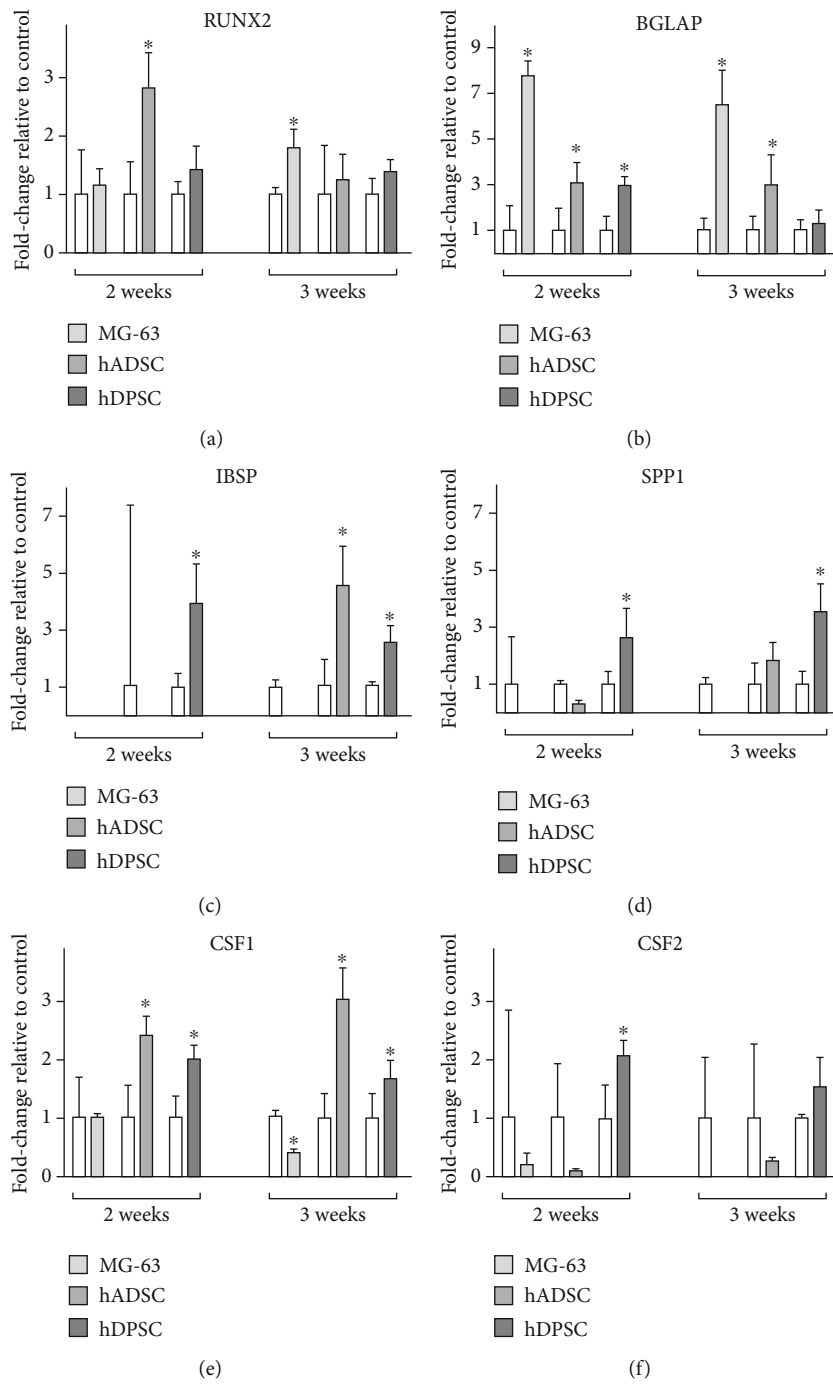 RUNX2
Fold-change relative to control
3
2
1
0
*
*
2 weeks
3 weeks
MG-63
hADSC
hDPSC
(a)
BGLAP
Fold-change relative to control
9
7
5
3
1
*
*
*
*
*
2 weeks
3 weeks
MG-63
hADSC
hDPSC
(b)
IBSP
Fold-change relative to control
7
5
3
1
*
*
*
2 weeks
3 weeks
MG-63
hADSC
hDPSC
(c)
SPP1
Fold-change relative to control
7
5
3
1
*
*
2 weeks
3 weeks
MG-63
hADSC
hDPSC
(d)
CSF1
Fold-change relative to control
3
2
1
0
*
*
*
*
*
2 weeks
3 weeks
MG-63
hADSC
hDPSC
(e)
CSF2
Fold-change relative to control
3
2
1
0
*
2 weeks
3 weeks
MG-63
hADSC
hDPSC
(f)